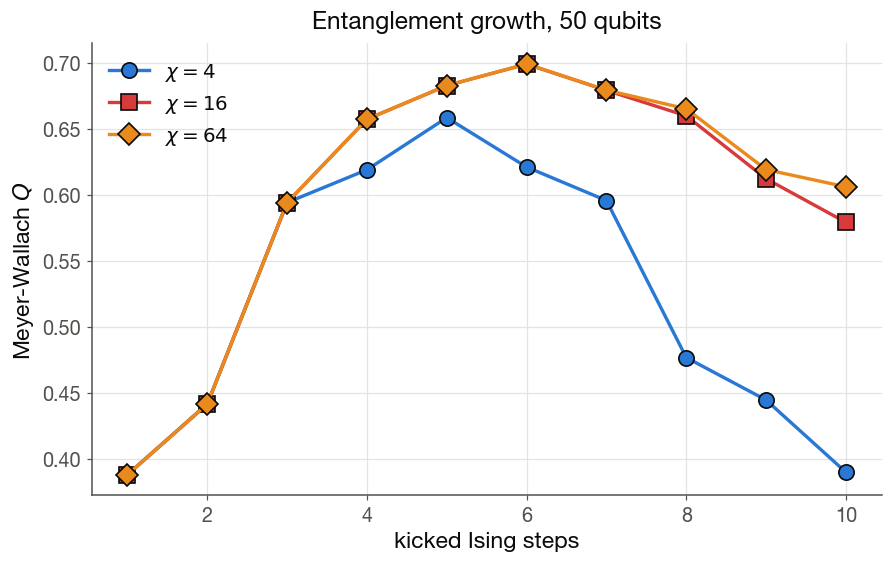 Entanglement growth, 50 qubits
0.70
0.65
0.60
0.55
0.50
0.45
0.40
Meyer-Wallach Q
χ = 4
χ = 16
χ = 64
2 4 6 8 10
kicked Ising steps